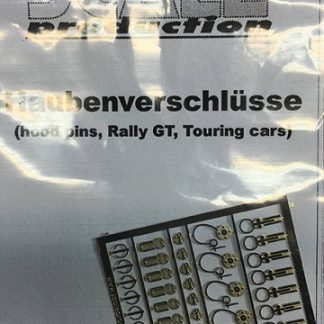 production
Haubenverschlüsse
(hood pins, Rally GT, Touring cars)